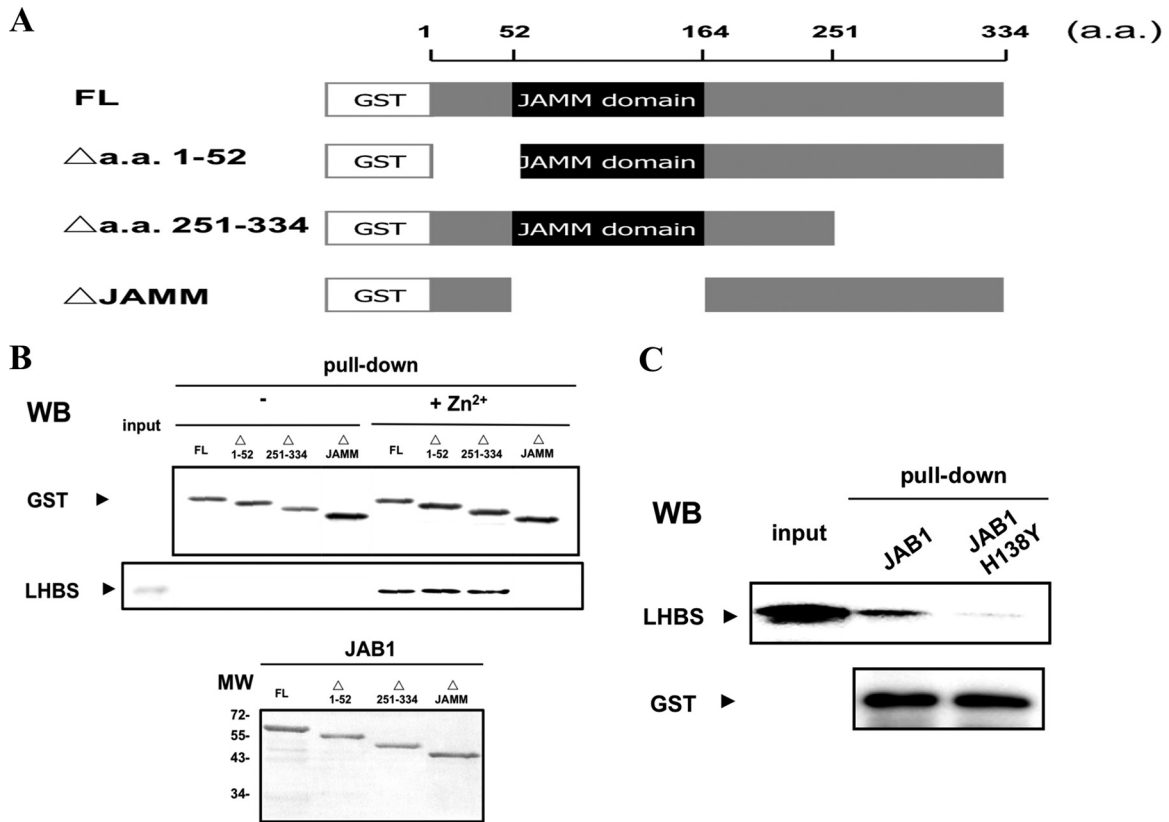 A
1 52 164 251 334 (a.a.)
FL GST JAMM domain
△a.a. 1-52 GST JAMM domain
△a.a. 251-334 GST JAMM domain
△JAMM GST
B
pull-down
WB - + Zn²⁺
input
△ △ △ △ △ △
FL 1-52 251-334 JAMM FL 1-52 251-334 JAMM
GST
LHBS
JAB1
MW
△ △ △
FL 1-52 251-334 JAMM
72-
55-
43-
34-
C
pull-down
WB
input JAB1 JAB1 H138Y
LHBS
GST